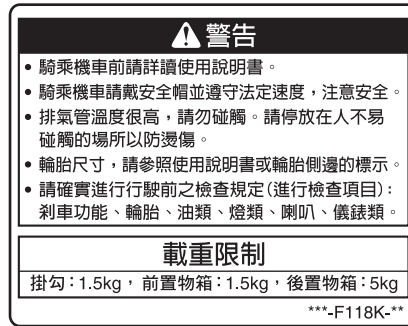 警告
• 騎乘機車前請詳讀使用說明書。
• 騎乘機車請戴安全帽並遵守法定速度，注意安全。
• 排氣管溫度很高，請勿碰觸。請停放在人不易
碰觸的場所以防燙傷。
• 輪胎尺寸，請參照使用說明書或輪胎側邊的標示。
• 請確實進行行駛前之檢查規定(進行檢查項目)：
剎車功能、輪胎、油類、燈類、喇叭、儀錶類。
載重限制
掛勾：1.5kg，前置物箱：1.5kg，後置物箱：5kg
***-F118K-**